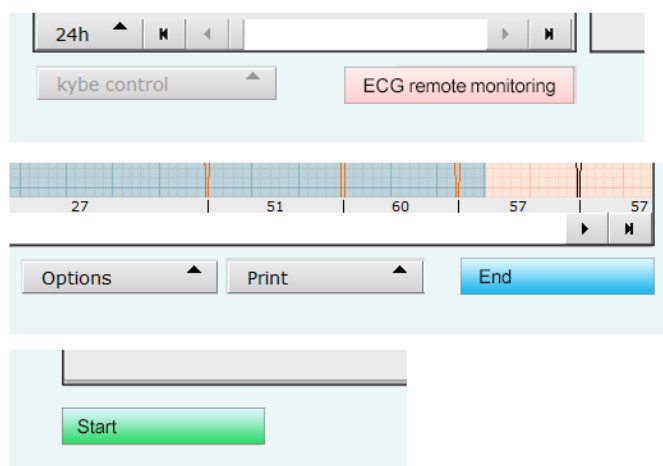 24h
kybe control
ECG remote monitoring
27 51 60 57 57
Options Print End
Start